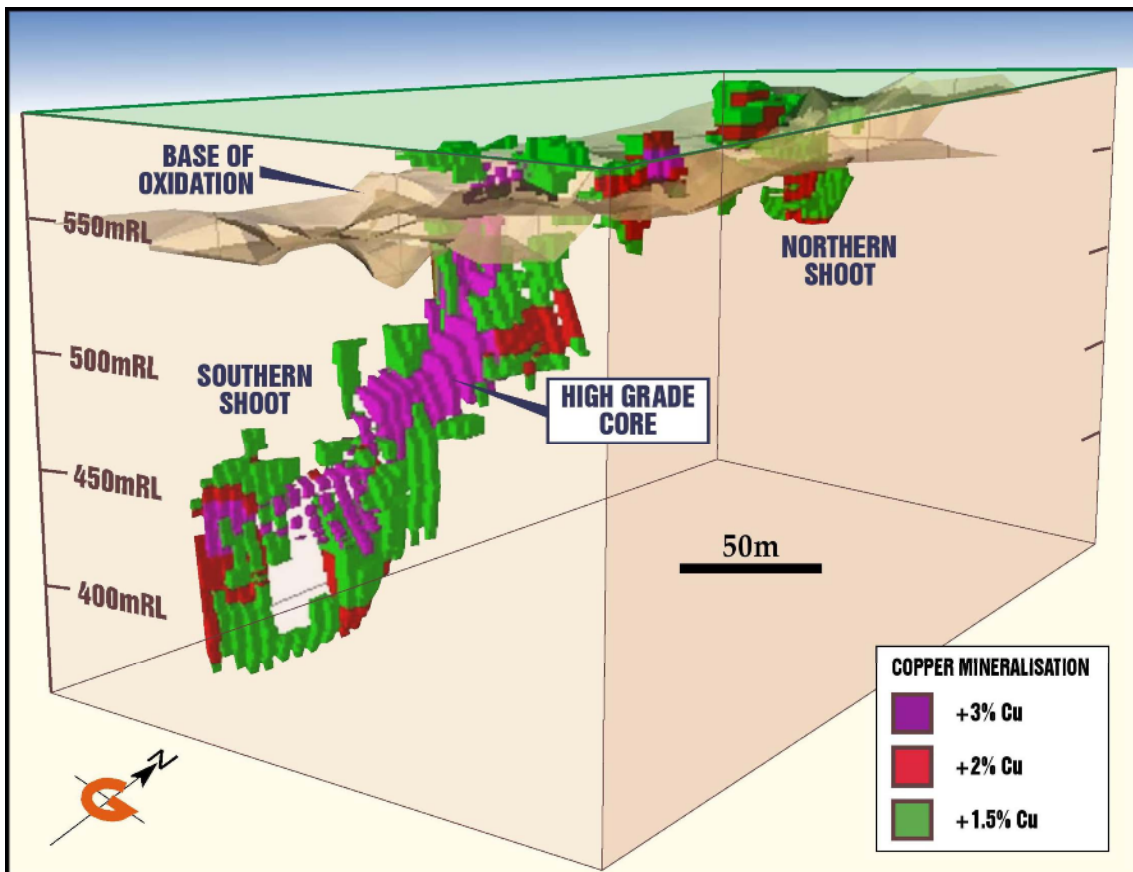 BASE OF
OXIDATION
550mRL
NORTHERN
SHOOT
500mRL
SOUTHERN
SHOOT
HIGH GRADE
CORE
450mRL
50m
400mRL
COPPER MINERALISATION
+3% Cu
+2% Cu
+1.5% Cu
N